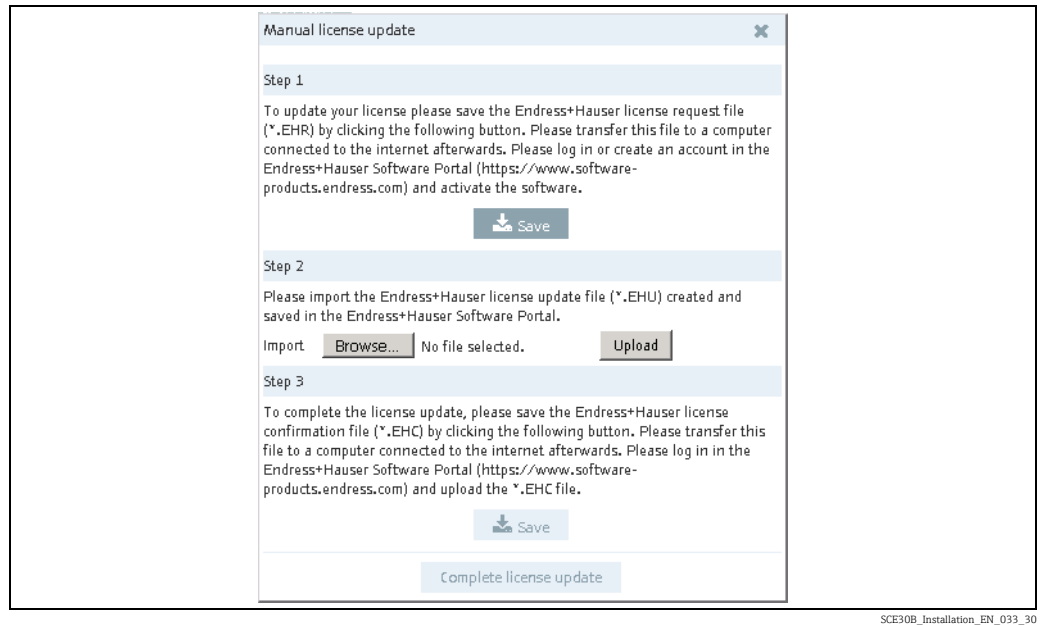 Manual license update
Step 1
To update your license please save the Endress+Hauser license request file
(*.EHR) by clicking the following button. Please transfer this file to a computer
connected to the internet afterwards. Please log in or create an account in the
Endress+Hauser Software Portal (https://www.software-
products.endress.com) and activate the software.
Save
Step 2
Please import the Endress+Hauser license update file (*.EHU) created and
saved in the Endress+Hauser Software Portal.
Import Browse... No file selected. Upload
Step 3
To complete the license update, please save the Endress+Hauser license
confirmation file (*.EHC) by clicking the following button. Please transfer this
file to a computer connected to the internet afterwards. Please log in in the
Endress+Hauser Software Portal (https://www.software-
products.endress.com) and upload the *.EHC file.
Save
Complete license update
SCE30B_Installation_EN_033_30